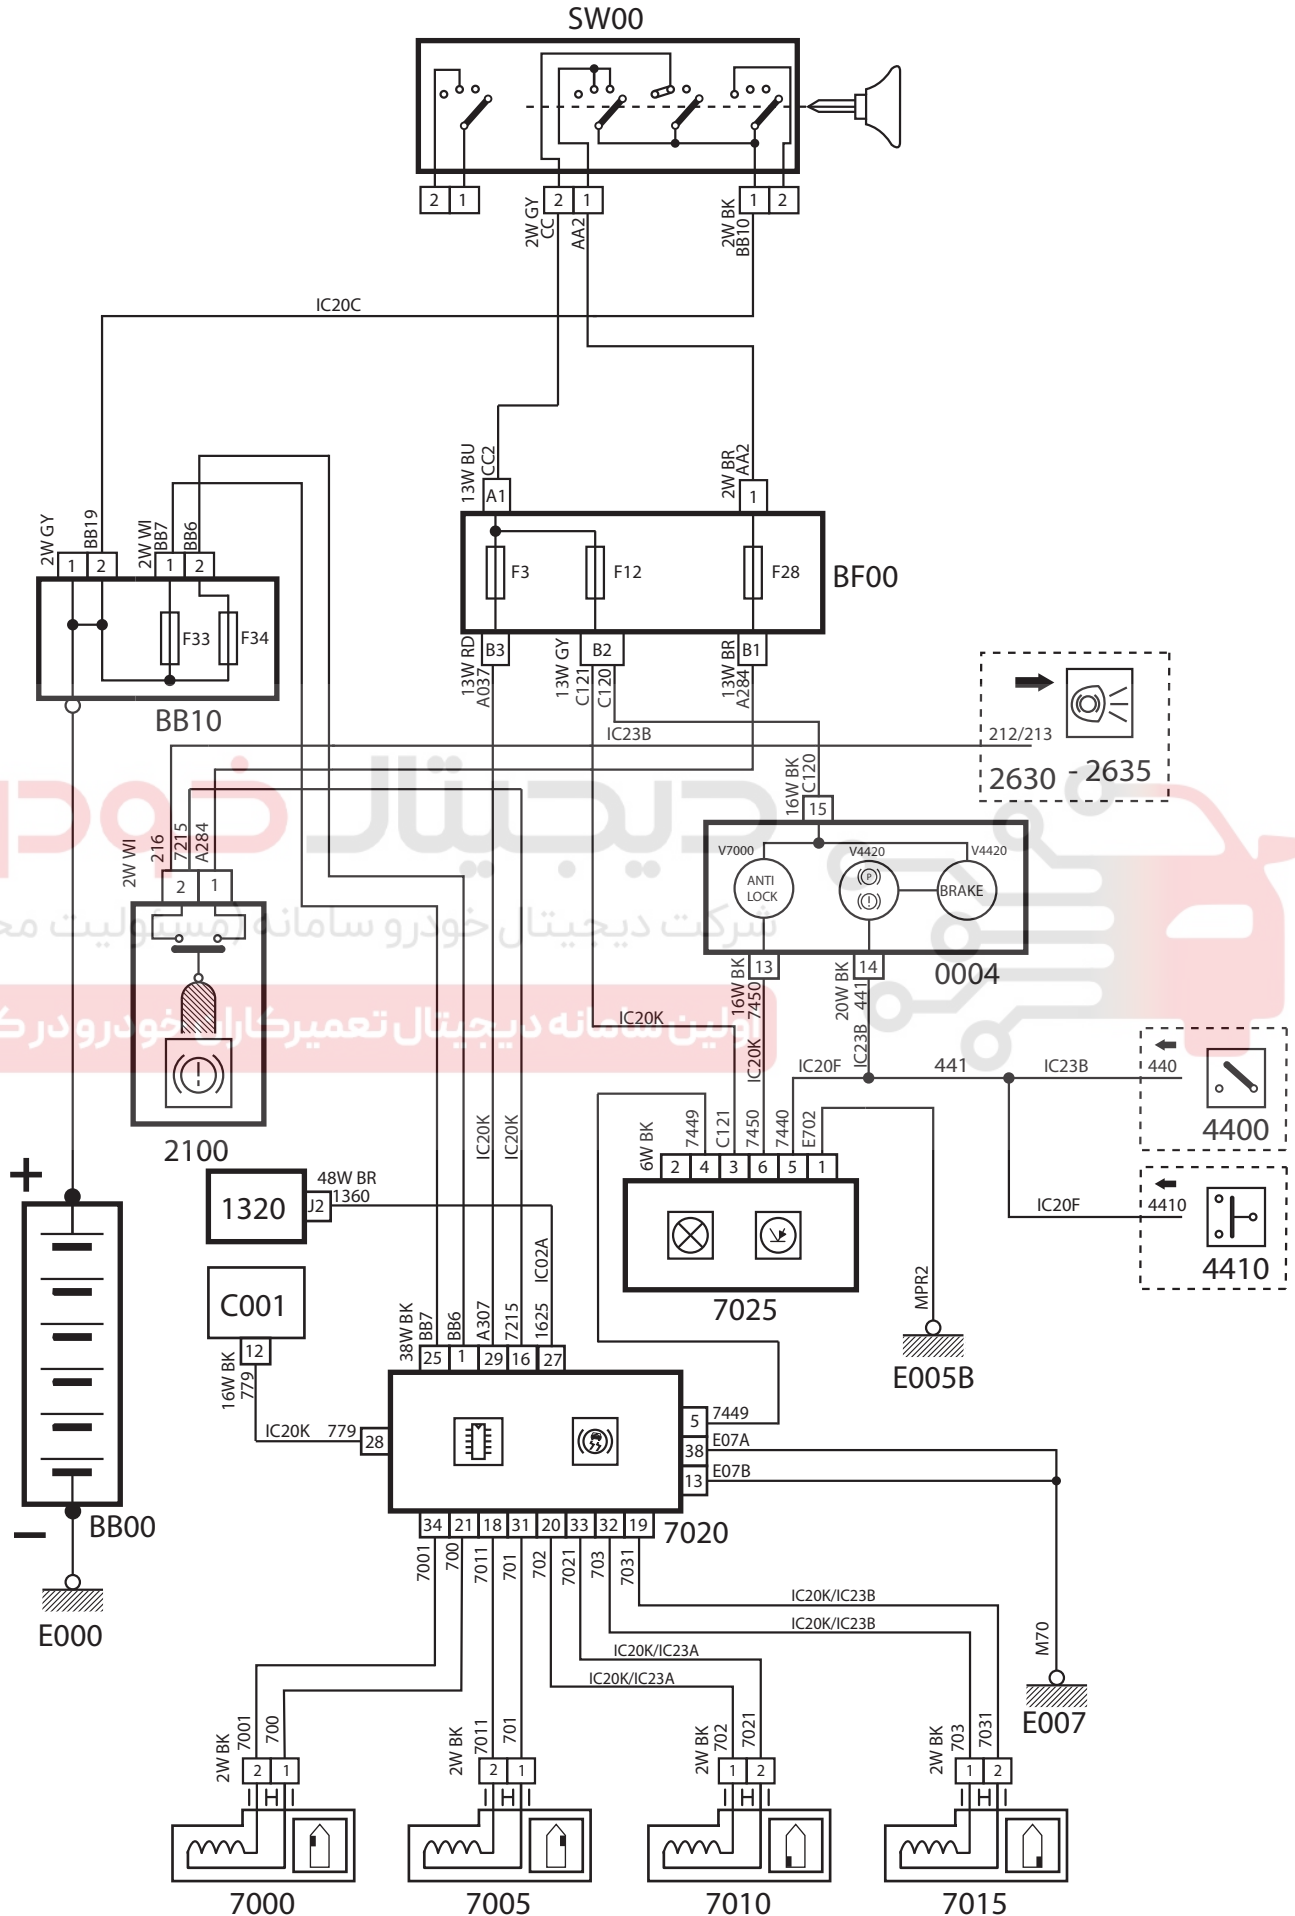 SW00
2 1
2 1
1 2
2W GY
CC
AA2
2W BK
BB10
IC20C
13W BU
CC2
2W BR
AA2
A1
1
2W GY
BB19
2W WI
BB7
BB6
1 2
1 2
F3
F12
F28
BF00
F33
F34
BB10
B3
B2
B1
13W RD
A037
13W GY
C121
C120
13W BR
A284
IC23B
212/213
2630 - 2635
دیجیتال خودرو
شرکت دیجیتال خودرو سامانه (مسئولیت
اولین سامانه دیجیتال تعمیرکاران خودرو در
16W BK
C120
15
2W WI
216
7215
A284
2 1
V7000
V4420
V4420
ANTI
LOCK
P
!
BRAKE
0004
16W BK
7450
13
20W BK
441
14
IC20K
IC20K
IC23B
IC20F
441
IC23B
440
4400
2100
IC20K
IC20K
6W BK
7449
C121
7450
7440
E702
2 4 3 6 5 1
IC20F
4410
4410
7025
MPR2
E005B
+
1320
J2
48W BR
1360
IC02A
C001
12
16W BK
779
38W BK
BB7
BB6
A307
7215
1625
25 1 29 16 27
IC20K 779
28
5
7449
38
E07A
13
E07B
BB00
E000
34 21 18 31 20 33 32 19
7020
7001
700
7011
701
702
7021
703
7031
IC20K/IC23B
IC20K/IC23B
IC20K/IC23A
IC20K/IC23A
M70
E007
2W BK
7001
700
2W BK
7011
701
2W BK
702
7021
2W BK
703
7031
2 1
2 1
1 2
1 2
7000
7005
7010
7015